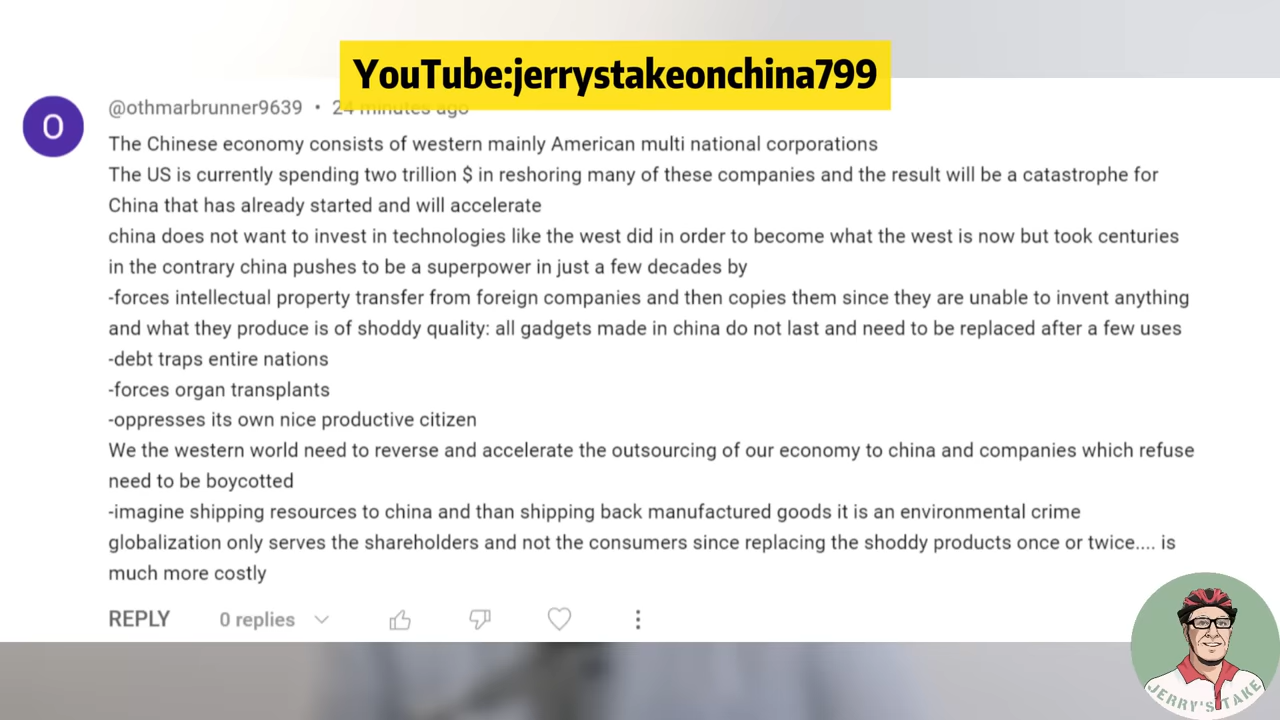 YouTube:jerrystakeonchina799
@othmarbrunner9639 • 24 minutes ago
O
The Chinese economy consists of western mainly American multi national corporations
The US is currently spending two trillion $ in reshoring many of these companies and the result will be a catastrophe for
China that has already started and will accelerate
china does not want to invest in technologies like the west did in order to become what the west is now but took centuries
in the contrary china pushes to be a superpower in just a few decades by
-forces intellectual property transfer from foreign companies and then copies them since they are unable to invent anything
and what they produce is of shoddy quality: all gadgets made in china do not last and need to be replaced after a few uses
-debt traps entire nations
-forces organ transplants
-oppresses its own nice productive citizen
We the western world need to reverse and accelerate the outsourcing of our economy to china and companies which refuse
need to be boycotted
-imagine shipping resources to china and than shipping back manufactured goods it is an environmental crime
globalization only serves the shareholders and not the consumers since replacing the shoddy products once or twice.... is
much more costly
REPLY 0 replies
JERRY'S TAKE